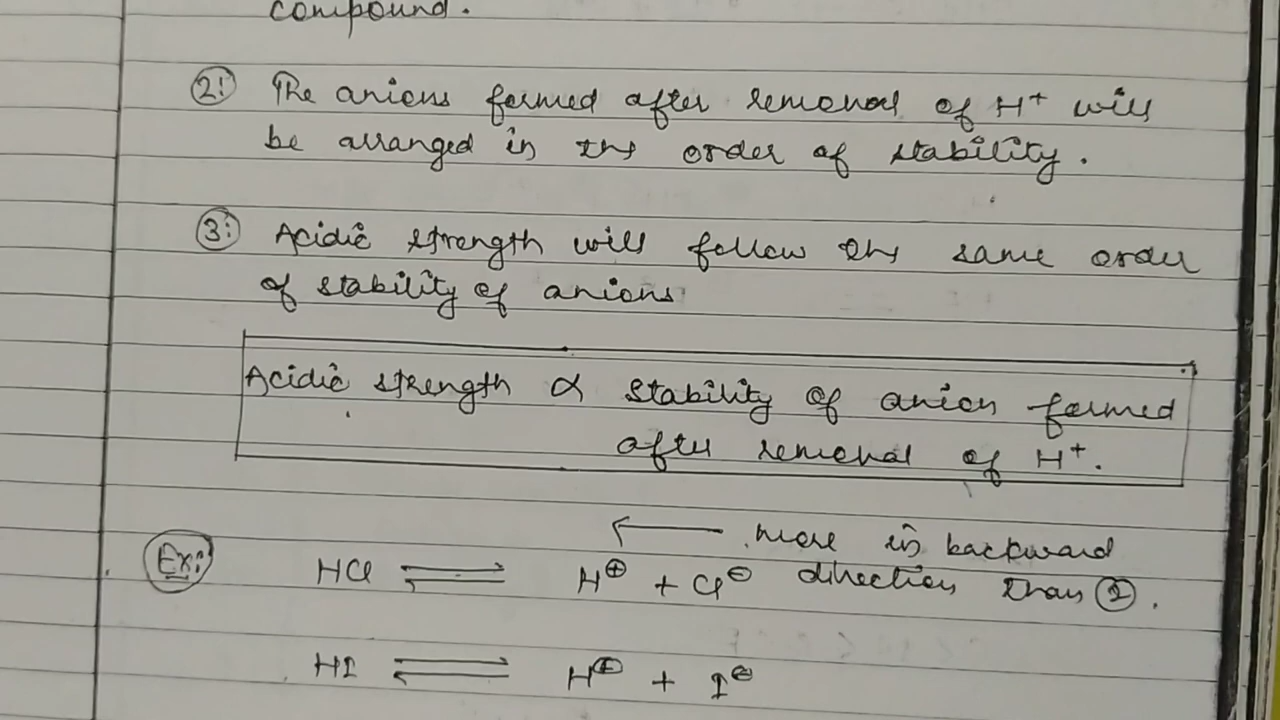 compound.
2: The anions formed after removal of H⁺ will
be arranged in the order of stability.
3: Acidic strength will follow the same order
of stability of anions
Acidic strength ∝ stability of anion formed
after removal of H⁺.
← more in backward
Ex: HCl ⇌ H⊕ + Cl⊖ direction than ②.
HI ⇌ H⊕ + I⊖